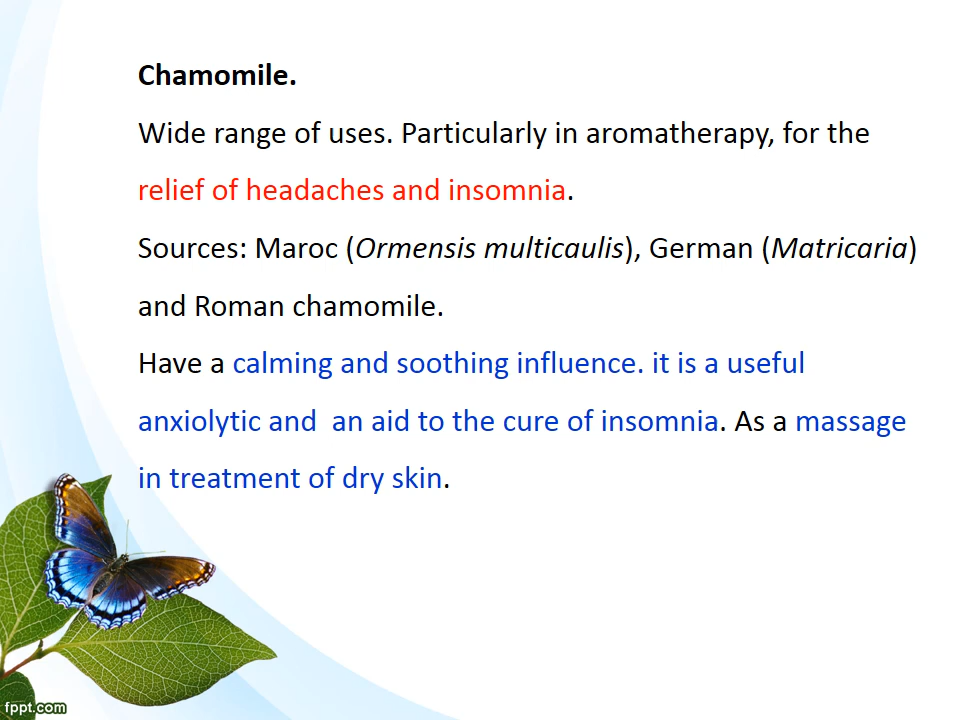 Chamomile.
Wide range of uses. Particularly in aromatherapy, for the
relief of headaches and insomnia.
Sources: Maroc (Ormensis multicaulis), German (Matricaria)
and Roman chamomile.
Have a calming and soothing influence. it is a useful
anxiolytic and  an aid to the cure of insomnia. As a massage
in treatment of dry skin.
fppt.com